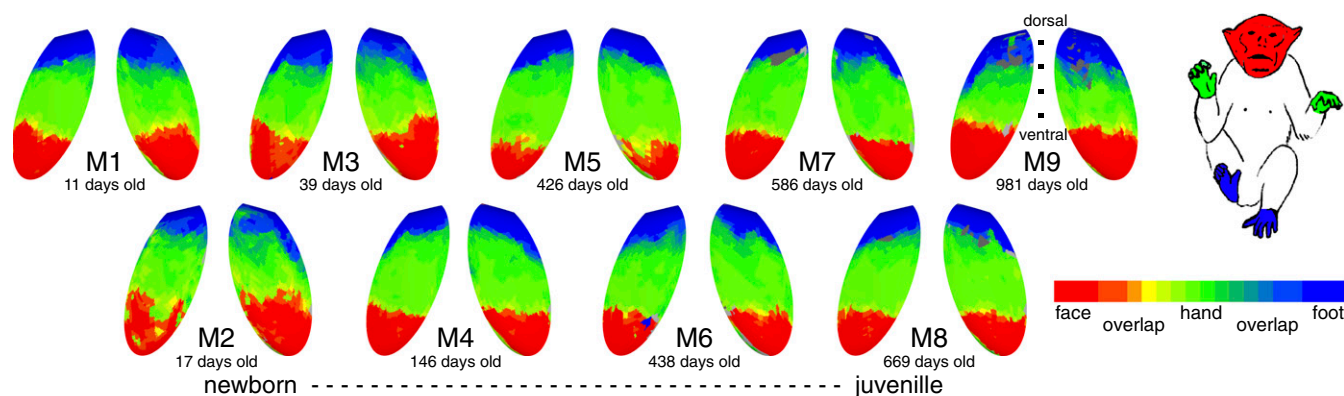 dorsal
ventral
M1
11 days old
M3
39 days old
M5
426 days old
M7
586 days old
M9
981 days old
M2
17 days old
M4
146 days old
M6
438 days old
M8
669 days old
newborn - - - - - - - - - - - - - - - - - - - - - - - - - - - - - - - - - - juvenille
face overlap hand overlap foot